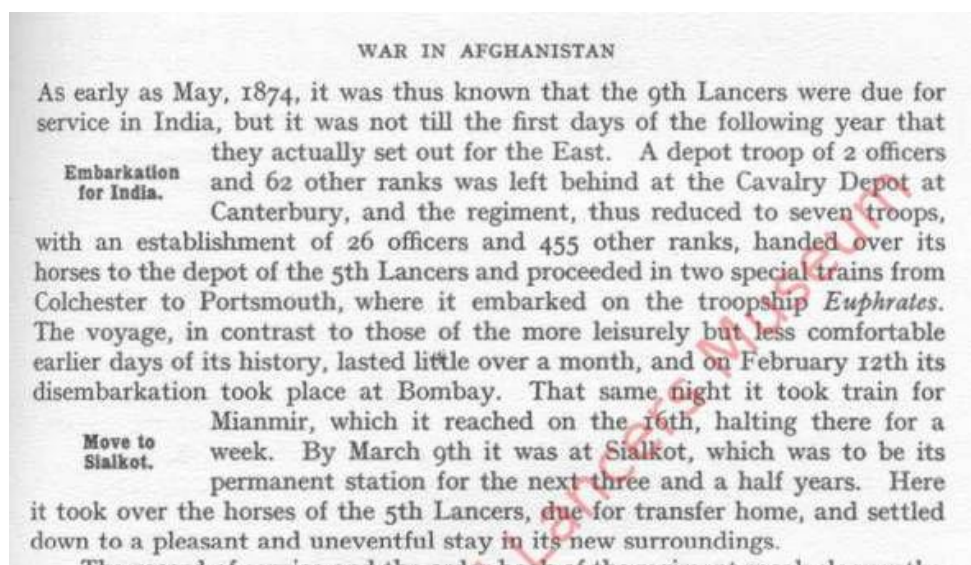 WAR IN AFGHANISTAN
As early as May, 1874, it was thus known that the 9th Lancers were due for
service in India, but it was not till the first days of the following year that
they actually set out for the East. A depot troop of 2 officers
Embarkation
for India.
and 62 other ranks was left behind at the Cavalry Depot at
Canterbury, and the regiment, thus reduced to seven troops,
with an establishment of 26 officers and 455 other ranks, handed over its
horses to the depot of the 5th Lancers and proceeded in two special trains from
Colchester to Portsmouth, where it embarked on the troopship Euphrates.
The voyage, in contrast to those of the more leisurely but less comfortable
earlier days of its history, lasted little over a month, and on February 12th its
disembarkation took place at Bombay. That same night it took train for
Mianmir, which it reached on the 16th, halting there for a
Move to
Sialkot.
week. By March 9th it was at Sialkot, which was to be its
permanent station for the next three and a half years. Here
it took over the horses of the 5th Lancers, due for transfer home, and settled
down to a pleasant and uneventful stay in its new surroundings.
Lancers Museum